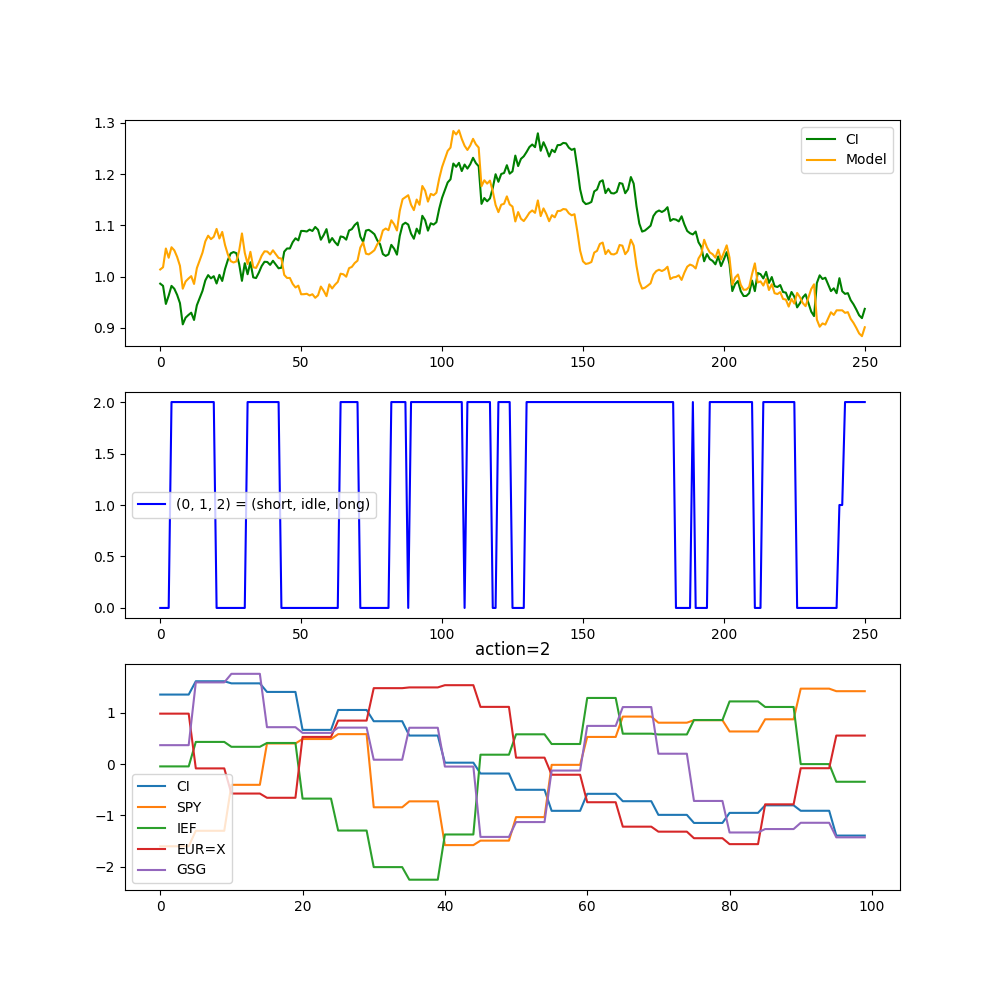 1.3
1.2
1.1
1.0
0.9
CI
Model
0 50 100 150 200 250
2.0
1.5
1.0
0.5
0.0
(0, 1, 2) = (short, idle, long)
0 50 100 150 200 250
action=2
1
0
−1
−2
CI
SPY
IEF
EUR=X
GSG
0 20 40 60 80 100